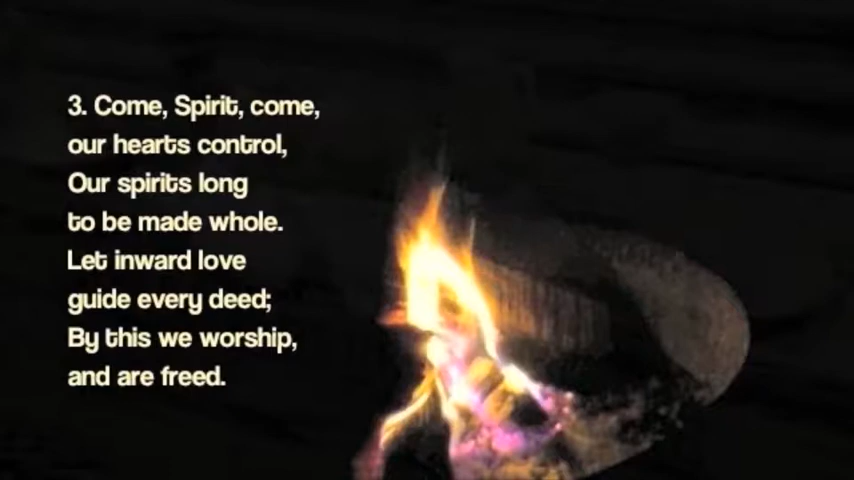 3. Come, Spirit, come,
our hearts control,
Our spirits long
to be made whole.
Let inward love
guide every deed;
By this we worship,
and are freed.